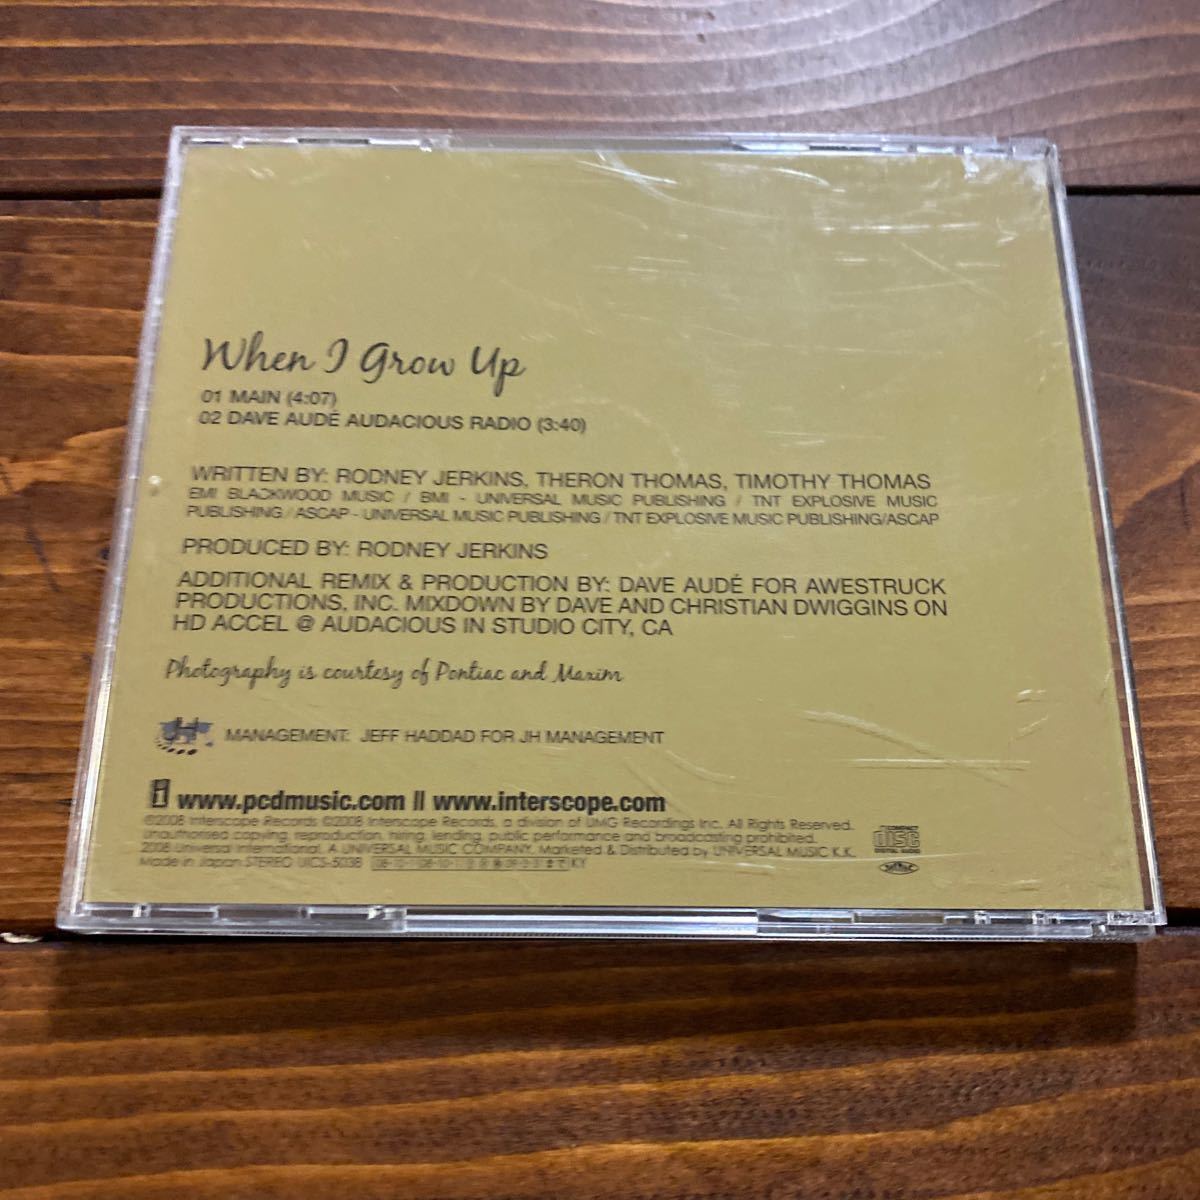 When I Grow Up
01 MAIN (4:07)
02 DAVE AUDÉ AUDACIOUS RADIO (3:40)
WRITTEN BY: RODNEY JERKINS, THERON THOMAS, TIMOTHY THOMAS
EMI BLACKWOOD MUSIC / BMI - UNIVERSAL MUSIC PUBLISHING / TNT EXPLOSIVE MUSIC
PUBLISHING / ASCAP - UNIVERSAL MUSIC PUBLISHING / TNT EXPLOSIVE MUSIC PUBLISHING/ASCAP
PRODUCED BY: RODNEY JERKINS
ADDITIONAL REMIX & PRODUCTION BY: DAVE AUDÉ FOR AWESTRUCK
PRODUCTIONS, INC. MIXDOWN BY DAVE AND CHRISTIAN DWIGGINS ON
HD ACCEL @ AUDACIOUS IN STUDIO CITY, CA
Photography is courtesy of Pontiac and Maxim
JH MANAGEMENT: JEFF HADDAD FOR JH MANAGEMENT
i www.pcdmusic.com || www.interscope.com
©2008 Interscope Records ©2008 Interscope Records, a division of UMG Recordings Inc. All Rights Reserved.
Unauthorised copying, reproduction, hiring, lending, public performance and broadcasting prohibited.
2008 Universal International. A UNIVERSAL MUSIC COMPANY. Marketed & Distributed by UNIVERSAL MUSIC K.K.
Made in Japan STEREO UICS-5038 KY
COMPACT
disc
DIGITAL AUDIO